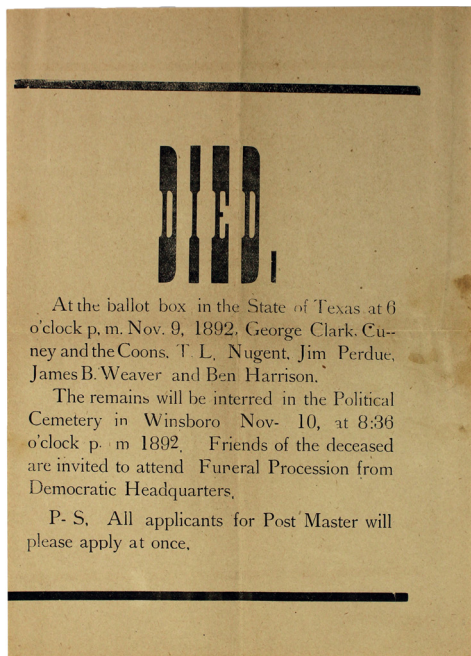 DIED,
At the ballot box in the State of Texas at 6
o'clock p, m. Nov. 9, 1892, George Clark. Cu--
ney and the Coons, T. L. Nugent, Jim Perdue,
James B. Weaver and Ben Harrison.
The remains will be interred in the Political
Cemetery in Winsboro Nov- 10, at 8:36
o'clock p. m 1892, Friends of the deceased
are invited to attend Funeral Procession from
Democratic Headquarters,
P- S, All applicants for Post Master will
please apply at once,